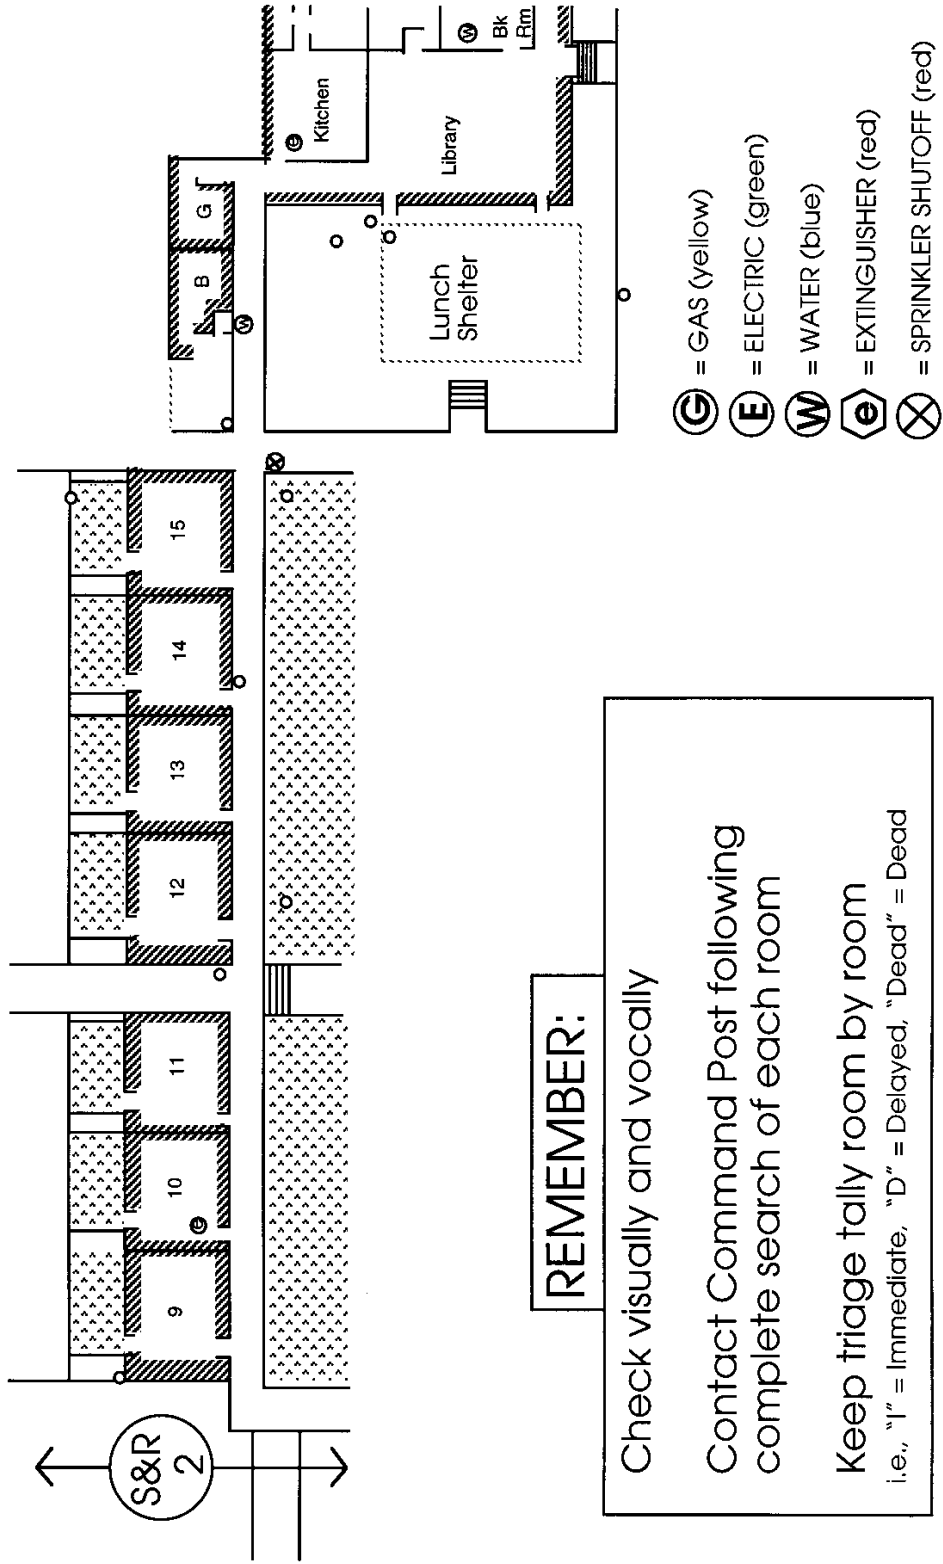 S&R
2
9
10
11
12
13
14
15
B
G
W
e
Kitchen
W
Bk
Rm
Library
Lunch
Shelter
REMEMBER:
Check visually and vocally
Contact Command Post following
complete search of each room
Keep triage tally room by room
i.e., "I" = Immediate, "D" = Delayed, "Dead" = Dead
G = GAS (yellow)
E = ELECTRIC (green)
W = WATER (blue)
e = EXTINGUISHER (red)
= SPRINKLER SHUTOFF (red)
e